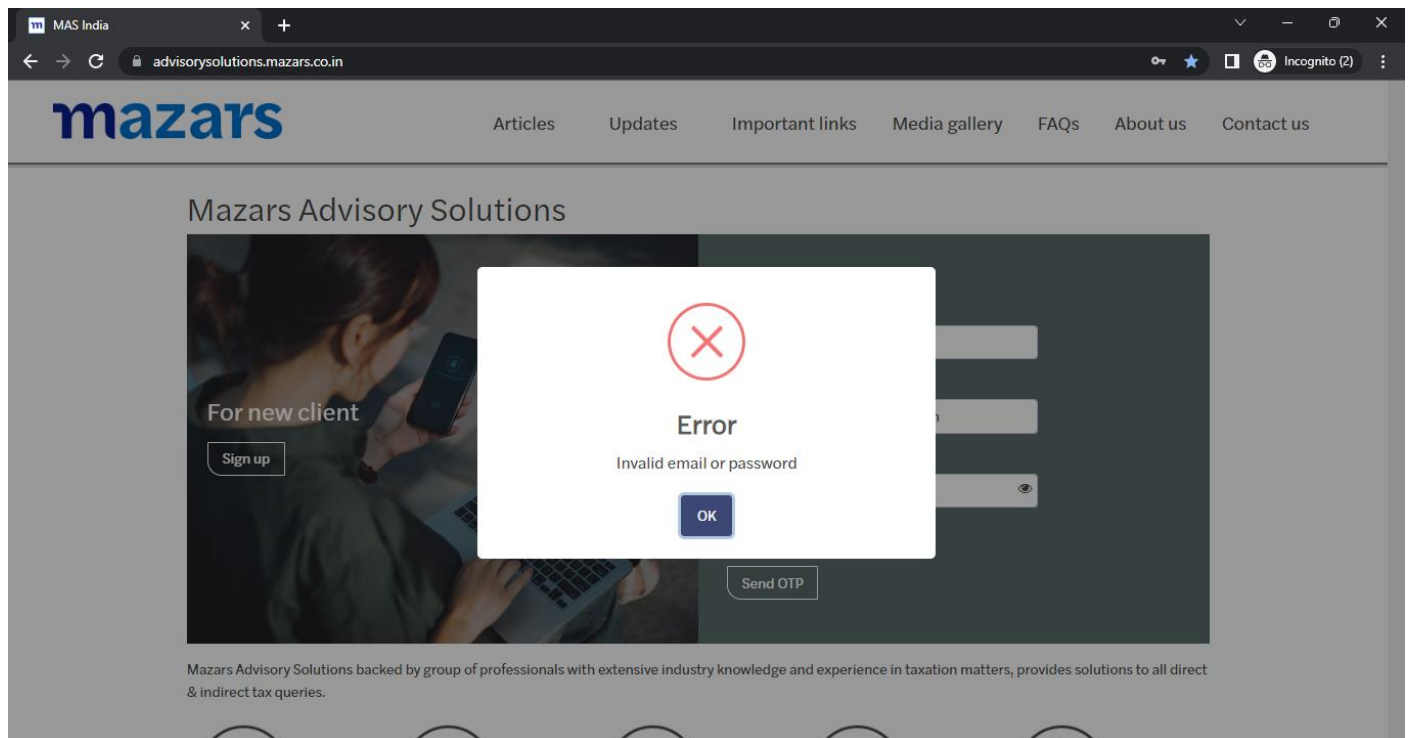 m MAS India
advisorysolutions.mazars.co.in
Incognito (2)
mazars
Articles Updates Important links Media gallery FAQs About us Contact us
Mazars Advisory Solutions
For new client
Sign up
Error
Invalid email or password
OK
Send OTP
Mazars Advisory Solutions backed by group of professionals with extensive industry knowledge and experience in taxation matters, provides solutions to all direct
& indirect tax queries.